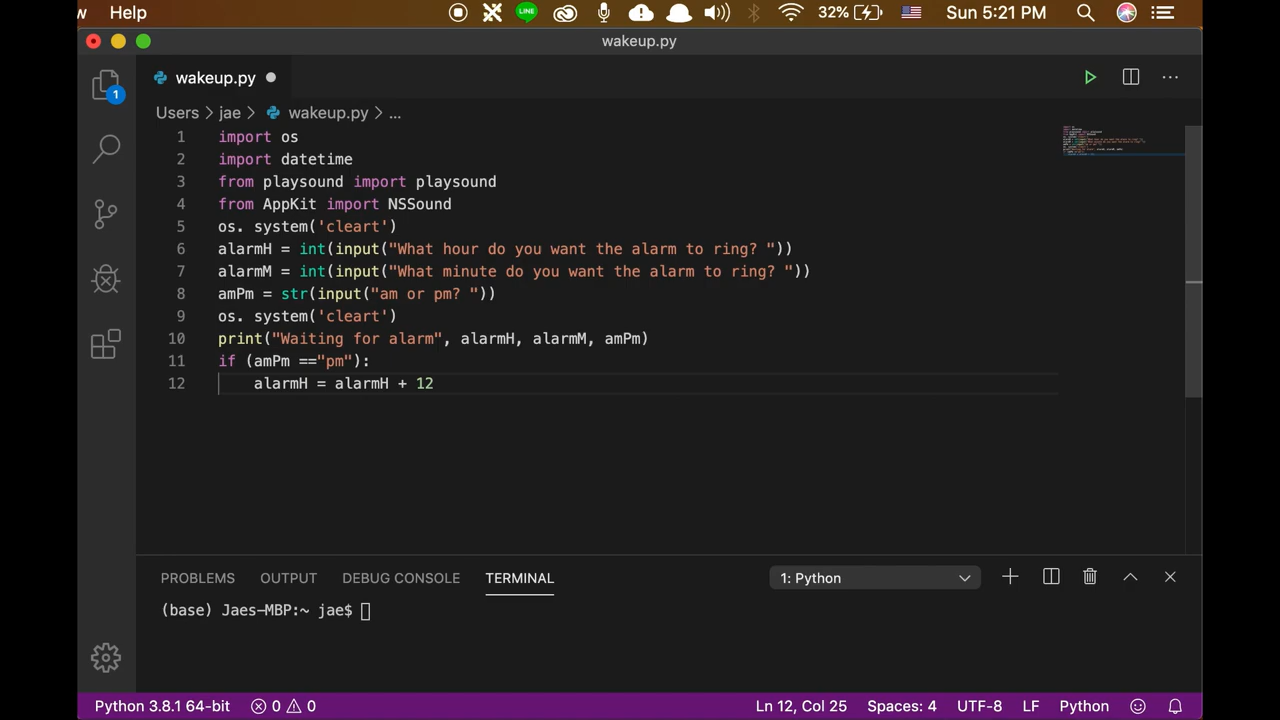 w Help LINE 32% Sun 5:21 PM
wakeup.py
wakeup.py
1
Users > jae > wakeup.py > ...
1 import os
2 import datetime
3 from playsound import playsound
4 from AppKit import NSSound
5 os. system('cleart')
6 alarmH = int(input("What hour do you want the alarm to ring? "))
7 alarmM = int(input("What minute do you want the alarm to ring? "))
8 amPm = str(input("am or pm? "))
9 os. system('cleart')
10 print("Waiting for alarm", alarmH, alarmM, amPm)
11 if (amPm =="pm"):
12     alarmH = alarmH + 12
PROBLEMS OUTPUT DEBUG CONSOLE TERMINAL 1: Python
(base) Jaes-MBP:~ jae$
Python 3.8.1 64-bit 0 0 Ln 12, Col 25 Spaces: 4 UTF-8 LF Python